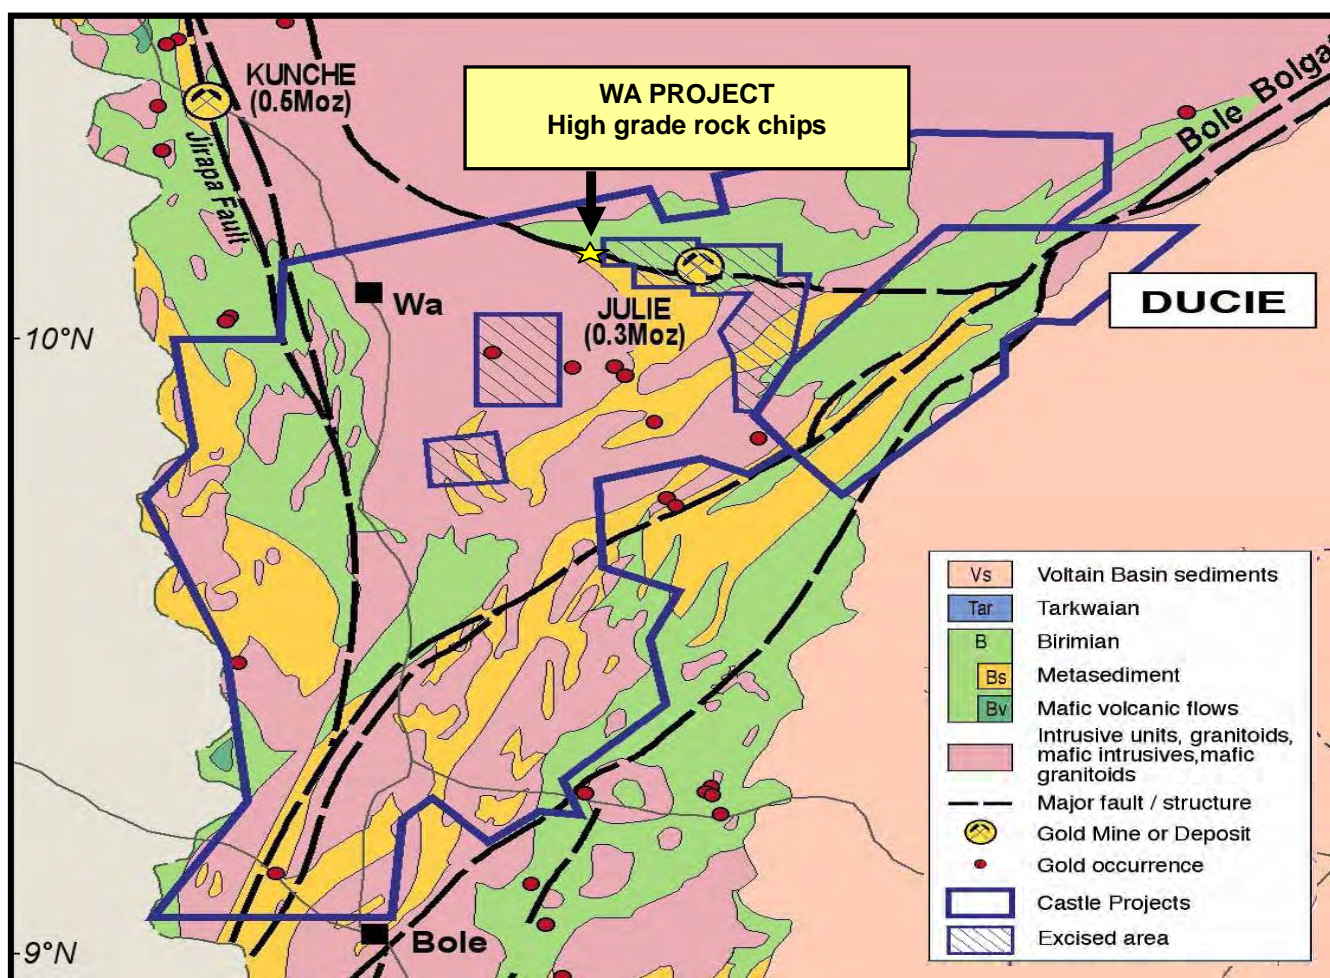 KUNCHE
(0.5Moz)
WA PROJECT
High grade rock chips
Bole Bolga
Jirapa Fault
Wa
JULIE
(0.3Moz)
DUCIE
10°N
Vs Voltain Basin sediments
Tar Tarkwaian
B Birimian
Bs Metasediment
Bv Mafic volcanic flows
Intrusive units, granitoids,
mafic intrusives,mafic
granitoids
Major fault / structure
Gold Mine or Deposit
Gold occurrence
Castle Projects
Excised area
Bole
9°N